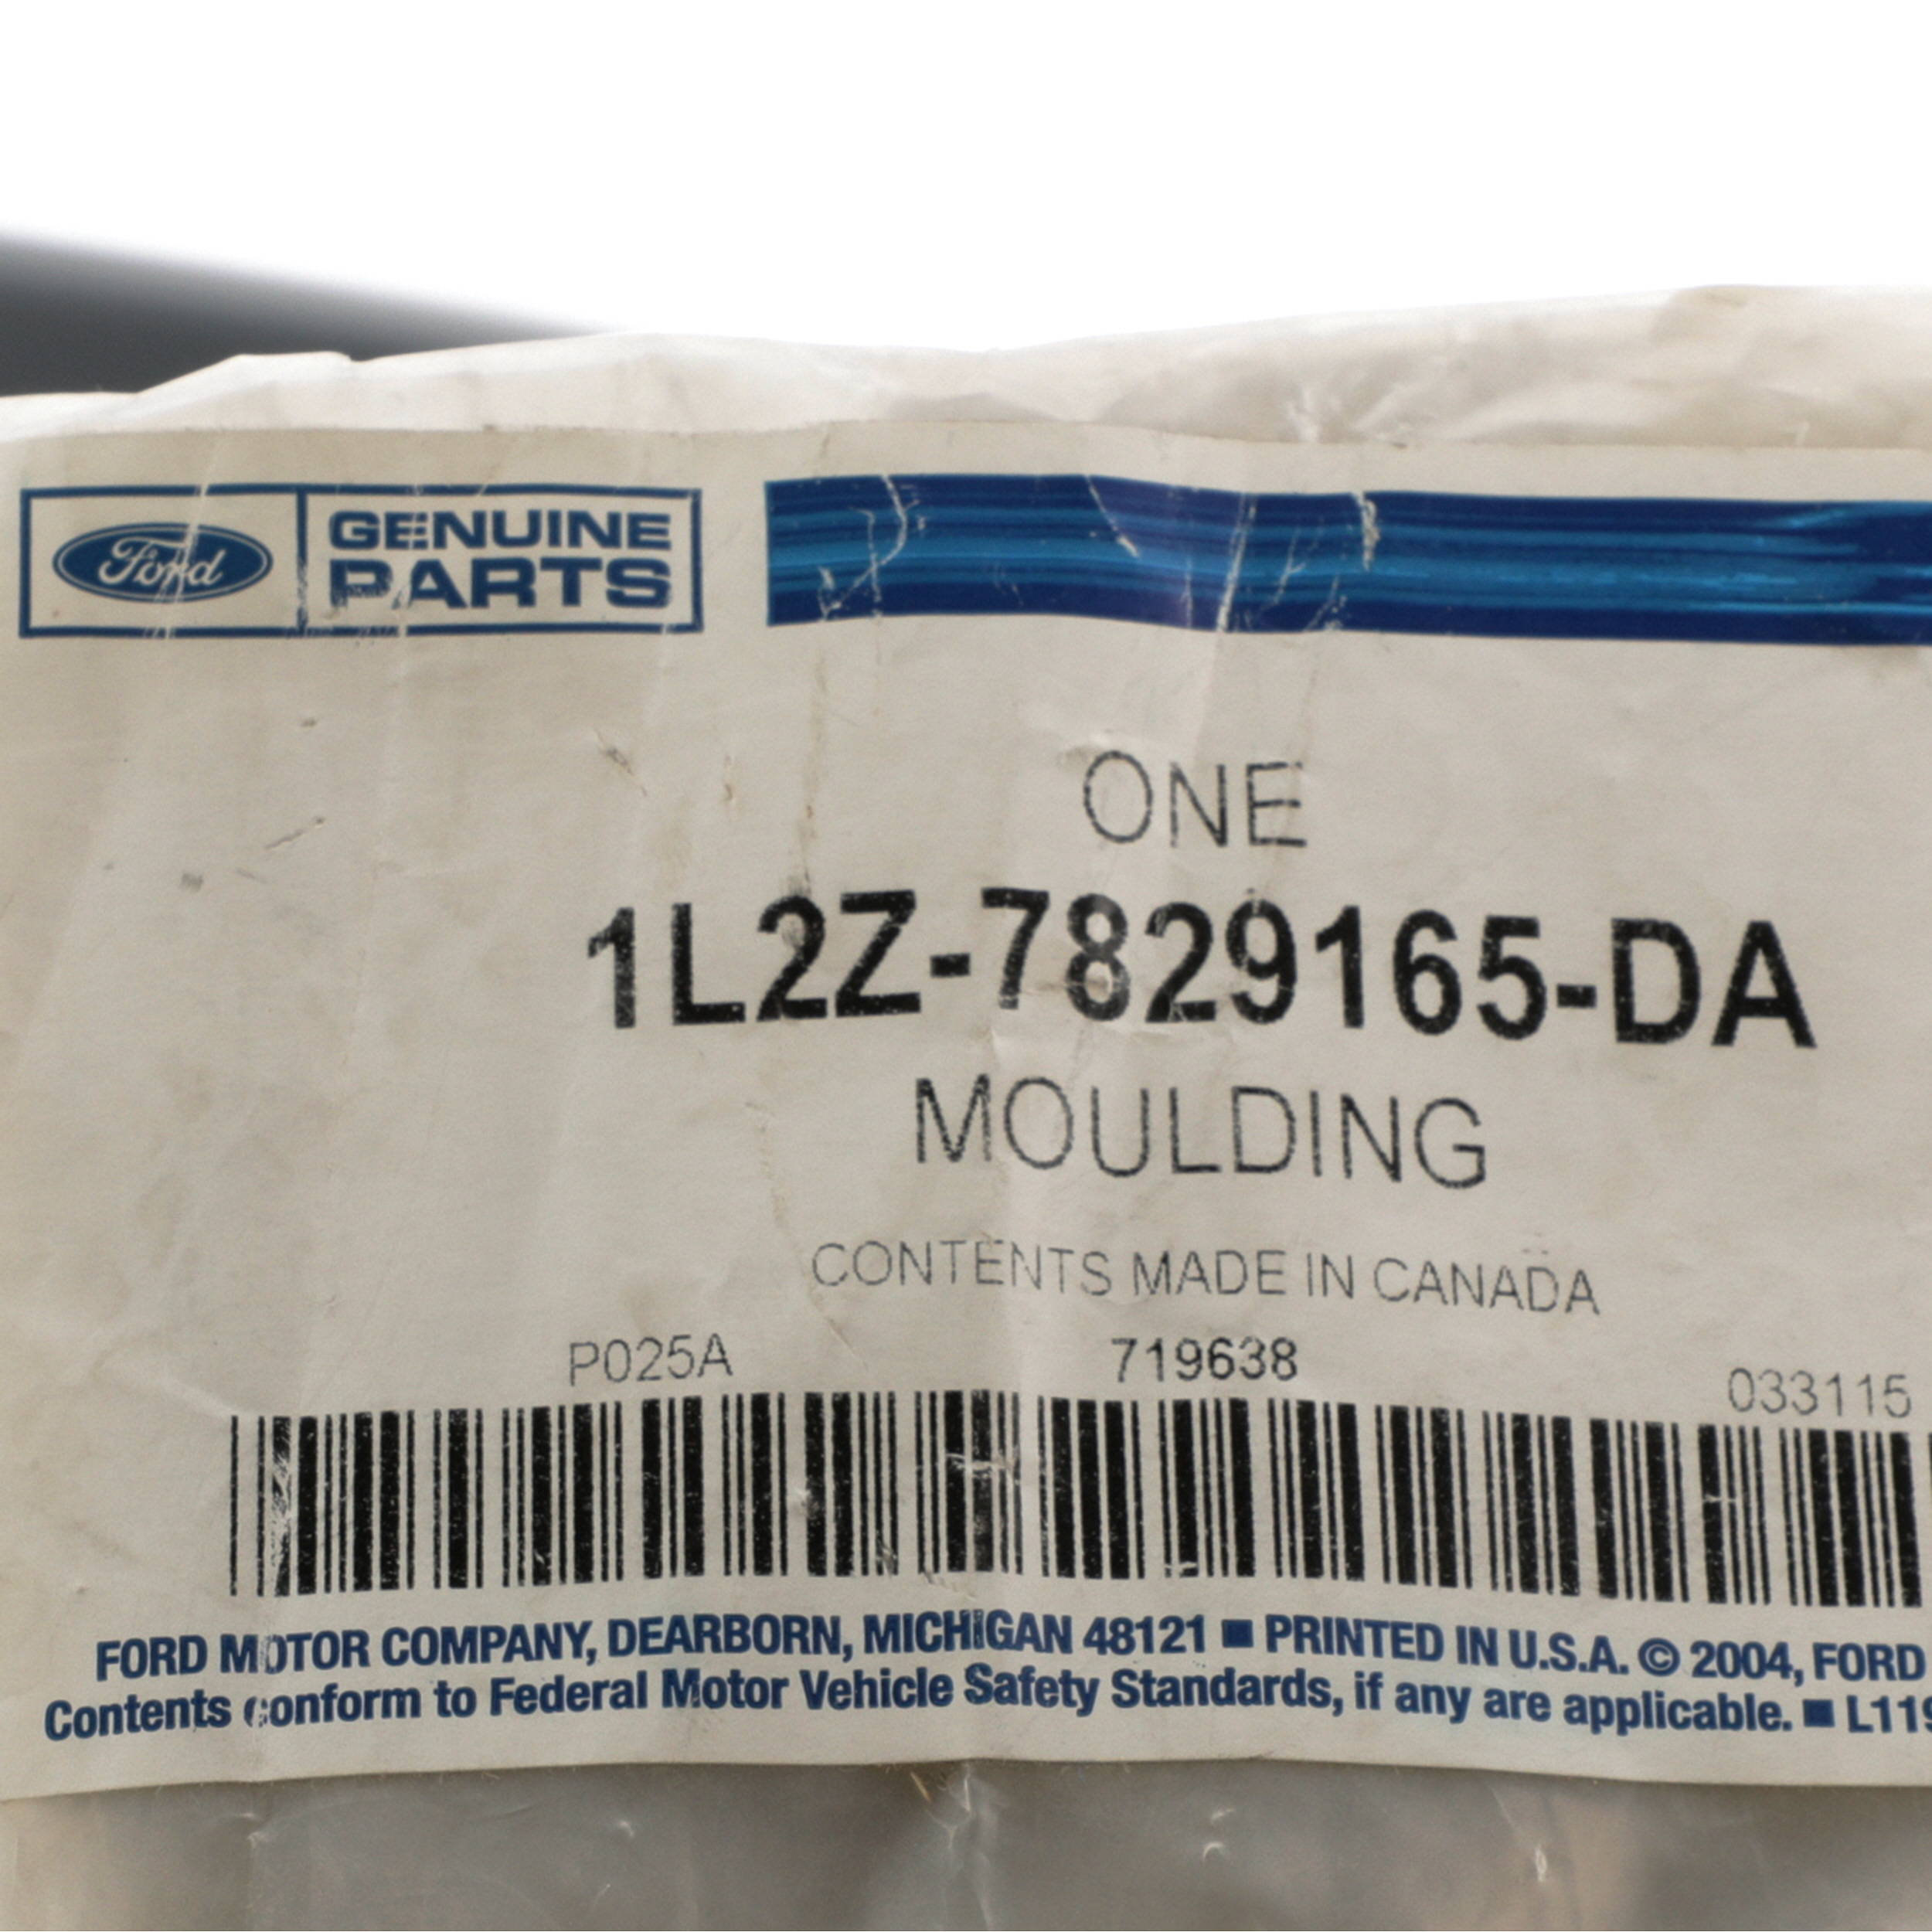 Ford GENUINE
PARTS
ONE
1L2Z-7829165-DA
MOULDING
CONTENTS MADE IN CANADA
P025A 719638 033115
FORD MOTOR COMPANY, DEARBORN, MICHIGAN 48121 ■ PRINTED IN U.S.A. © 2004, FORD
Contents conform to Federal Motor Vehicle Safety Standards, if any are applicable. ■ L119